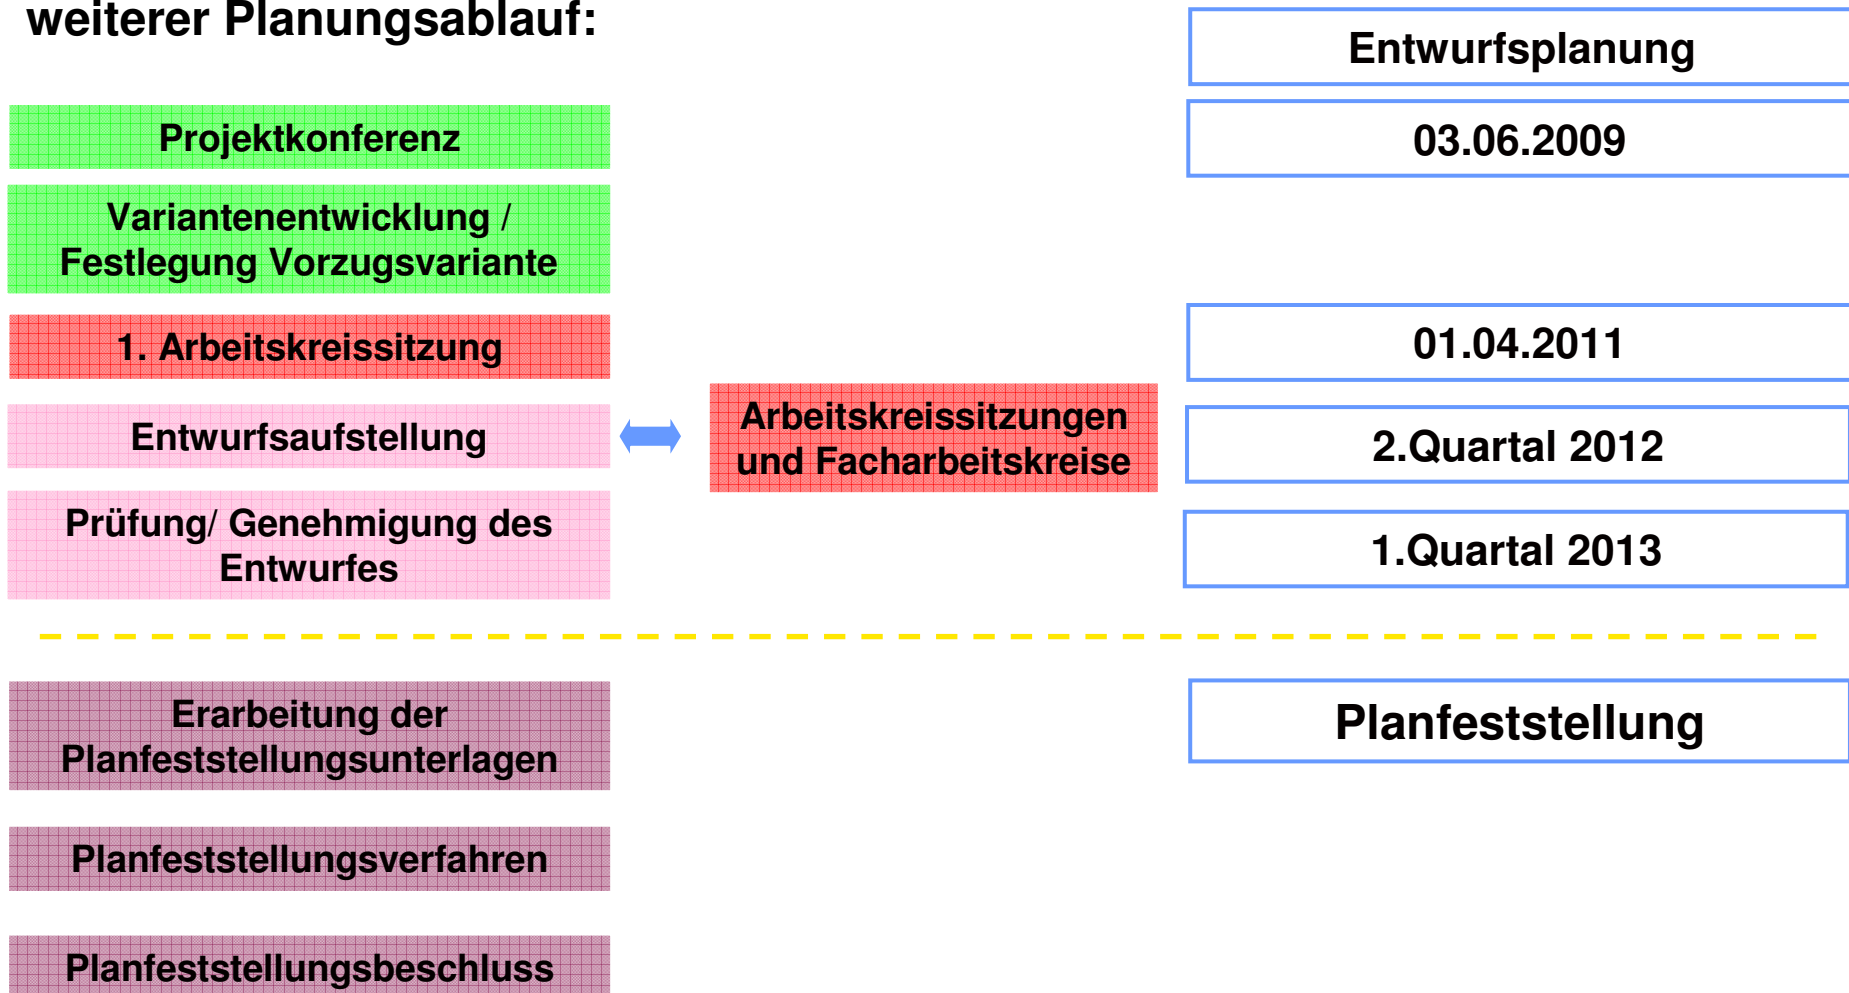 weiterer Planungsablauf:
Entwurfsplanung
Projektkonferenz
03.06.2009
Variantenentwicklung /
Festlegung Vorzugsvariante
1. Arbeitskreissitzung
01.04.2011
Entwurfsaufstellung
Arbeitskreissitzungen
und Facharbeitskreise
2.Quartal 2012
Prüfung/ Genehmigung des
Entwurfes
1.Quartal 2013
Erarbeitung der
Planfeststellungsunterlagen
Planfeststellung
Planfeststellungsverfahren
Planfeststellungsbeschluss